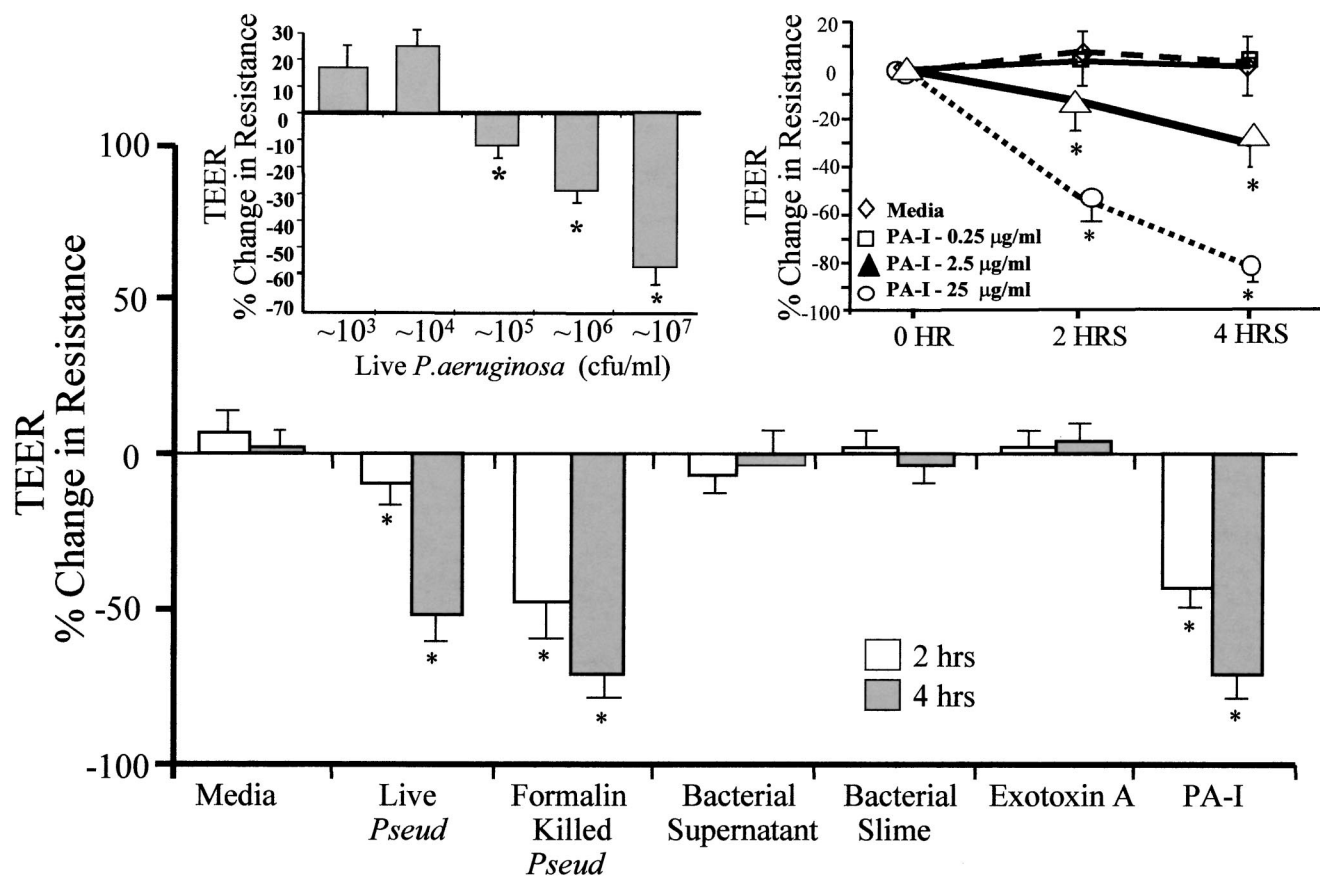 TEER
% Change in Resistance
100
50
0
-50
-100
TEER
% Change in Resistance
30
20
10
0
-10
-20
-30
-40
-50
-60
-70
*
*
*
~10³ ~10⁴ ~10⁵ ~10⁶ ~10⁷
Live P.aeruginosa (cfu/ml)
TEER
% Change in Resistance
20
0
-20
-40
-60
-80
-100
*
*
*
*
Media
PA-I - 0.25 µg/ml
PA-I - 2.5 µg/ml
PA-I - 25 µg/ml
0 HR 2 HRS 4 HRS
*
*
*
*
*
*
2 hrs
4 hrs
Media
Live
Pseud
Formalin
Killed
Pseud
Bacterial
Supernatant
Bacterial
Slime
Exotoxin A
PA-I